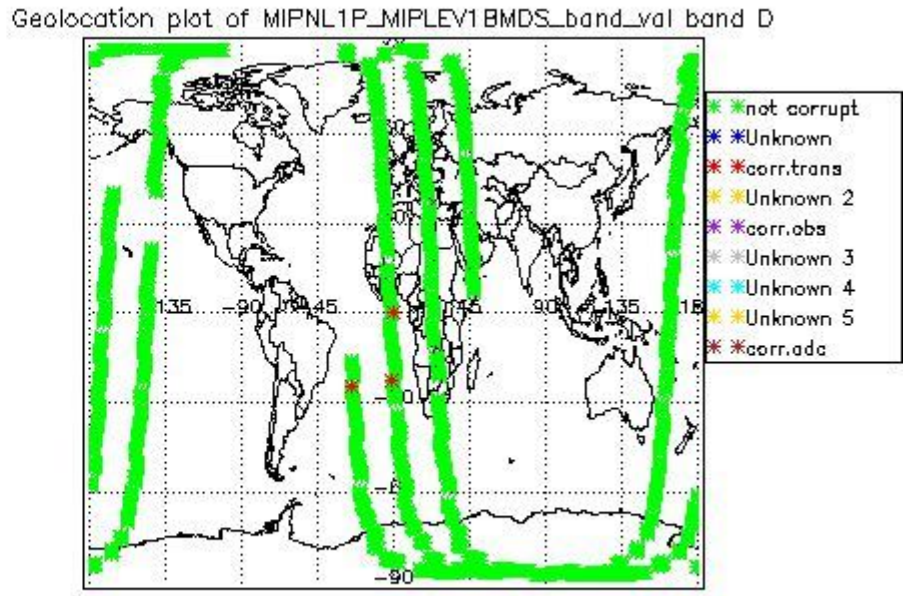 Geolocation plot of MIPNL1P_MIPLEV1BMDS_band_val band D
not corrupt
Unknown
corr.trans
Unknown 2
corr.obs
Unknown 3
Unknown 4
Unknown 5
corr.adc
135 -90 45 45 90 135 18
-90